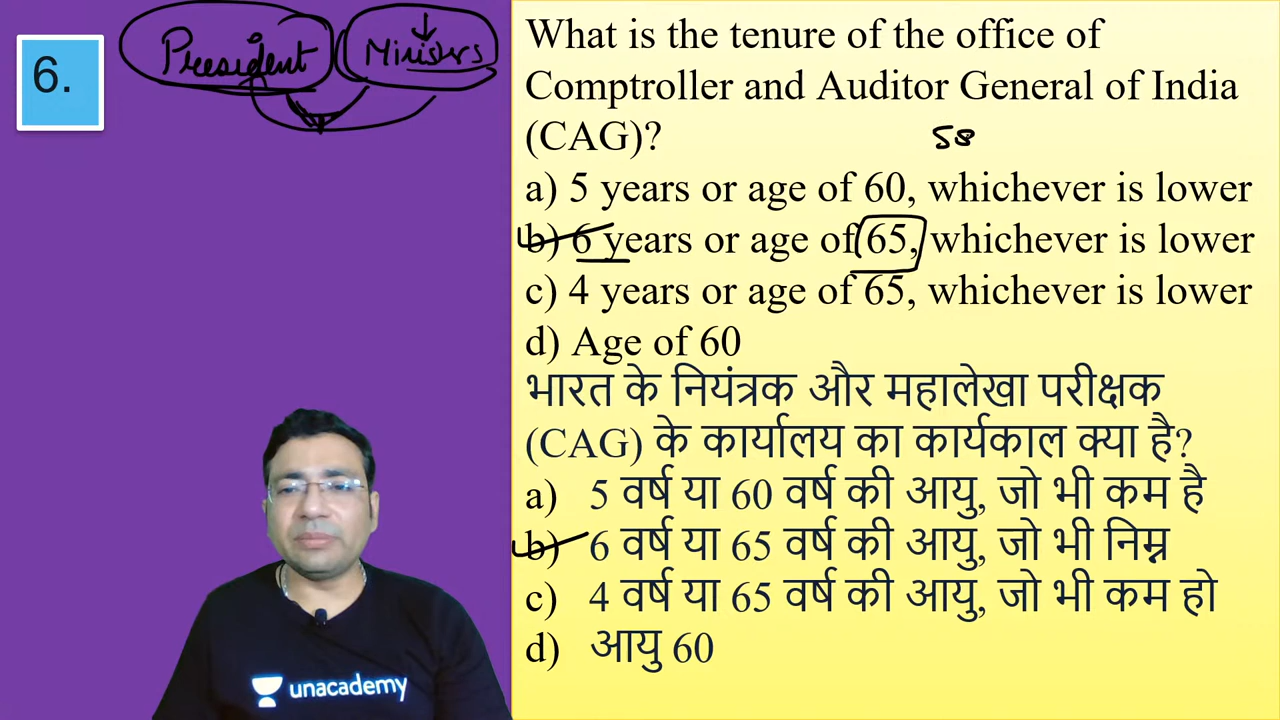 6.
President
Ministers
What is the tenure of the office of
Comptroller and Auditor General of India
(CAG)?
58
a) 5 years or age of 60, whichever is lower
b) 6 years or age of 65, whichever is lower
c) 4 years or age of 65, whichever is lower
d) Age of 60
भारत के नियंत्रक और महालेखा परीक्षक
(CAG) के कार्यालय का कार्यकाल क्या है?
a) 5 वर्ष या 60 वर्ष की आयु, जो भी कम है
b) 6 वर्ष या 65 वर्ष की आयु, जो भी निम्न
c) 4 वर्ष या 65 वर्ष की आयु, जो भी कम हो
d) आयु 60
unacademy